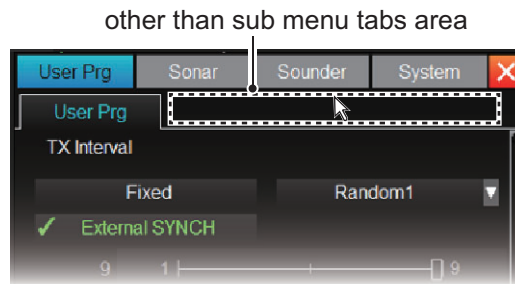 other than sub menu tabs area
User Prg Sonar Sounder System X
User Prg
TX Interval
Fixed Random1 ▼
✓ External SYNCH
9 1 9